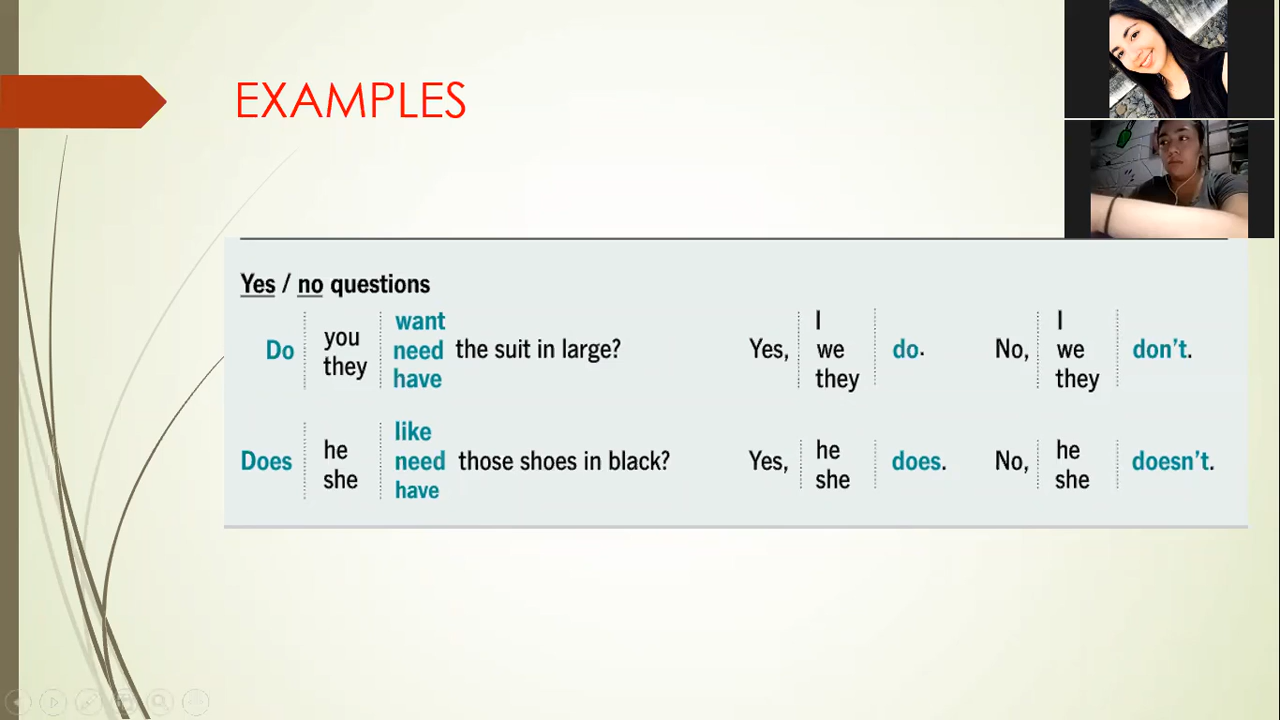 EXAMPLES
Yes / no questions
Do you they want need have the suit in large? Yes, I we they do. No, I we they don't.
Does he she like need have those shoes in black? Yes, he she does. No, he she doesn't.